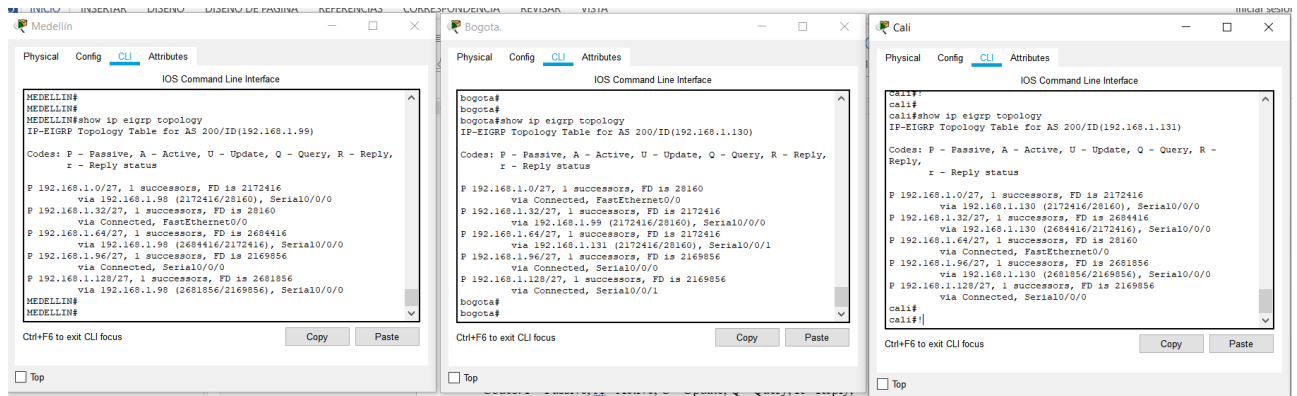 INICIO INSERTAR DISEÑO DISEÑO DE PÁGINA REFERENCIAS CORRESPONDENCIA REVISAR VISTA
Medellín
Physical Config CLI Attributes
IOS Command Line Interface
MEDELLIN#
MEDELLIN#
MEDELLIN#show ip eigrp topology
IP-EIGRP Topology Table for AS 200/ID(192.168.1.99)
Codes: P - Passive, A - Active, U - Update, Q - Query, R - Reply,
r - Reply status
P 192.168.1.0/27, 1 successors, FD is 2172416
via 192.168.1.98 (2172416/28160), Serial0/0/0
P 192.168.1.32/27, 1 successors, FD is 28160
via Connected, FastEthernet0/0
P 192.168.1.64/27, 1 successors, FD is 2684416
via 192.168.1.98 (2684416/2172416), Serial0/0/0
P 192.168.1.96/27, 1 successors, FD is 2169856
via Connected, Serial0/0/0
P 192.168.1.128/27, 1 successors, FD is 2681856
via 192.168.1.98 (2681856/2169856), Serial0/0/0
MEDELLIN#
MEDELLIN#
Ctrl+F6 to exit CLI focus
Copy Paste
Top
Bogota.
Physical Config CLI Attributes
IOS Command Line Interface
bogota#
bogota#
bogota#show ip eigrp topology
IP-EIGRP Topology Table for AS 200/ID(192.168.1.130)
Codes: P - Passive, A - Active, U - Update, Q - Query, R - Reply,
r - Reply status
P 192.168.1.0/27, 1 successors, FD is 28160
via Connected, FastEthernet0/0
P 192.168.1.32/27, 1 successors, FD is 2172416
via 192.168.1.99 (2172416/28160), Serial0/0/0
P 192.168.1.64/27, 1 successors, FD is 2172416
via 192.168.1.131 (2172416/28160), Serial0/0/1
P 192.168.1.96/27, 1 successors, FD is 2169856
via Connected, Serial0/0/0
P 192.168.1.128/27, 1 successors, FD is 2169856
via Connected, Serial0/0/1
bogota#
bogota#
Ctrl+F6 to exit CLI focus
Copy Paste
Top
Cali
Physical Config CLI Attributes
IOS Command Line Interface
cali#!
cali#
cali#show ip eigrp topology
IP-EIGRP Topology Table for AS 200/ID(192.168.1.131)
Codes: P - Passive, A - Active, U - Update, Q - Query, R -
Reply,
r - Reply status
P 192.168.1.0/27, 1 successors, FD is 2172416
via 192.168.1.130 (2172416/28160), Serial0/0/0
P 192.168.1.32/27, 1 successors, FD is 2684416
via 192.168.1.130 (2684416/2172416), Serial0/0/0
P 192.168.1.64/27, 1 successors, FD is 28160
via Connected, FastEthernet0/0
P 192.168.1.96/27, 1 successors, FD is 2681856
via 192.168.1.130 (2681856/2169856), Serial0/0/0
P 192.168.1.128/27, 1 successors, FD is 2169856
via Connected, Serial0/0/0
cali#
cali#!
Ctrl+F6 to exit CLI focus
Copy Paste
Top